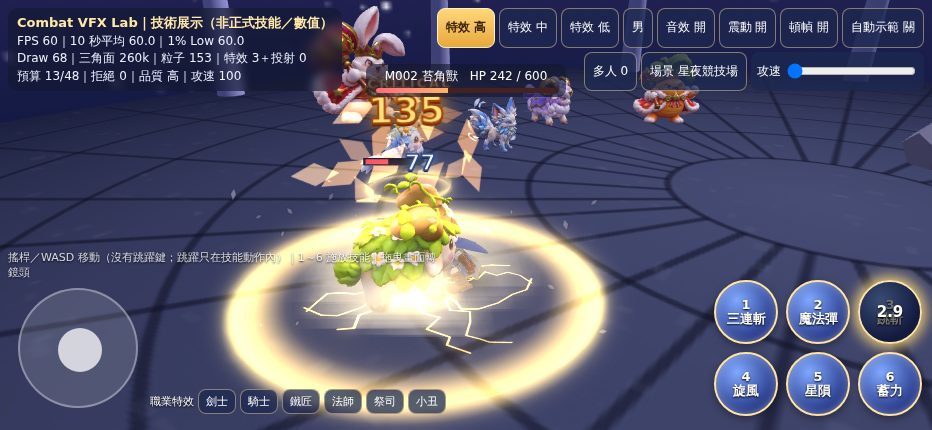 Combat VFX Lab｜技術展示（非正式技能／數值）
FPS 60｜10 秒平均 60.0｜1% Low 60.0
Draw 68｜三角面 260k｜粒子 153｜特效 3＋投射 0
預算 13/48｜拒絕 0｜品質 高｜攻速 100
特效 高
特效 中
特效 低
男
音效 開
震動 開
頓幀 開
自動示範 關
多人 0
場景 星夜競技場
攻速
M002 苔角獸 HP 242 / 600
135
77
搖桿／WASD 移動（沒有跳躍鍵；跳躍只在技能動作內）｜1～6 施放技能
鏡頭
1
三連斬
2
魔法彈
2.9
4
旋風
5
星隕
6
蓄力
職業特效
劍士
騎士
鐵匠
法師
祭司
小丑